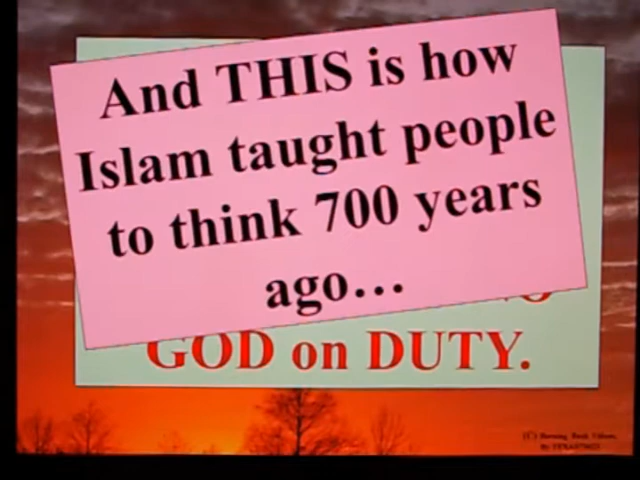 And THIS is how
Islam taught people
to think 700 years
ago...
GOD on DUTY.